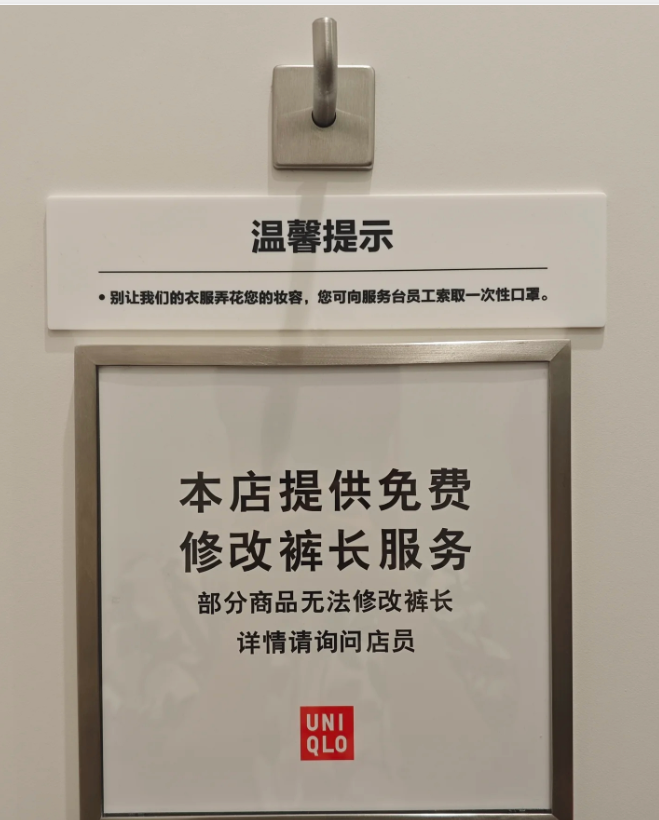 温馨提示
• 别让我们的衣服弄花您的妆容，您可向服务台员工索取一次性口罩。
本店提供免费
修改裤长服务
部分商品无法修改裤长
详情请询问店员
UNI
QLO